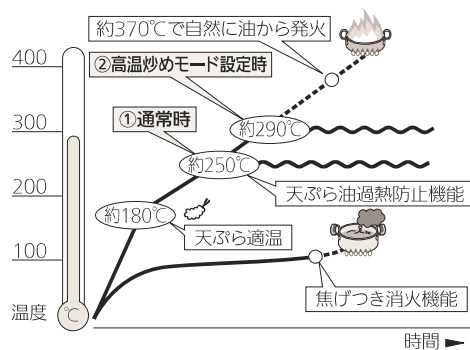 約370℃で自然に油から発火
400
②高温炒めモード設定時
①通常時
300
約290℃
約250℃
200
天ぷら油過熱防止機能
約180℃
天ぷら適温
100
焦げつき消火機能
温度
℃
時間